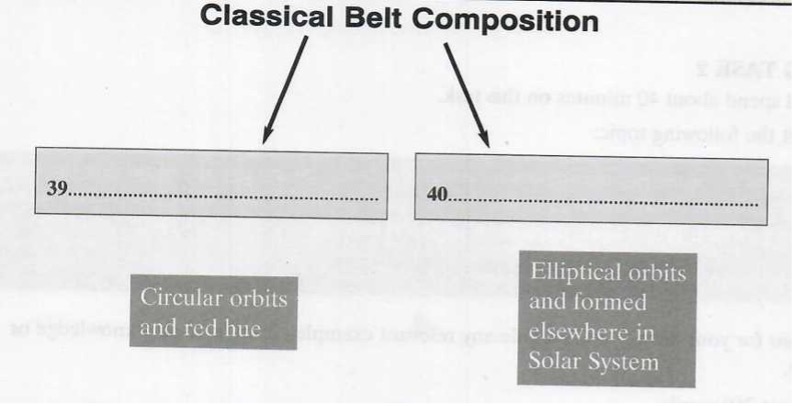 Classical Belt Composition
39..............................................................
40..............................................................
Circular orbits
and red hue
Elliptical orbits
and formed
elsewhere in
Solar System